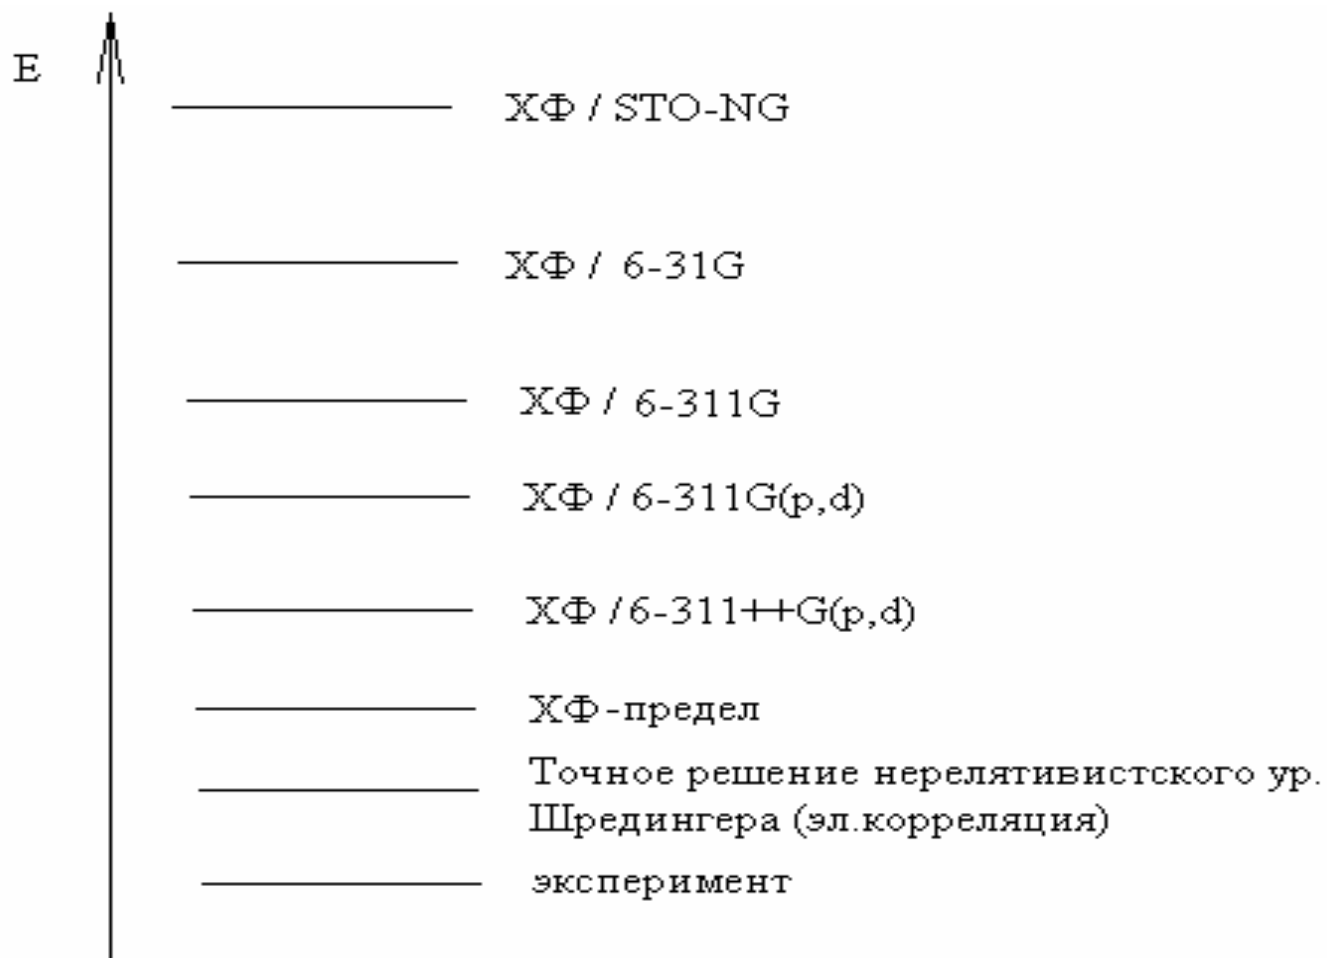 E
ХФ / STO-NG
ХФ / 6-31G
ХФ / 6-311G
ХФ / 6-311G(p,d)
ХФ /6-311++G(p,d)
ХФ-предел
Точное решение нерелятивистского ур.
Шредингера (эл.корреляция)
эксперимент